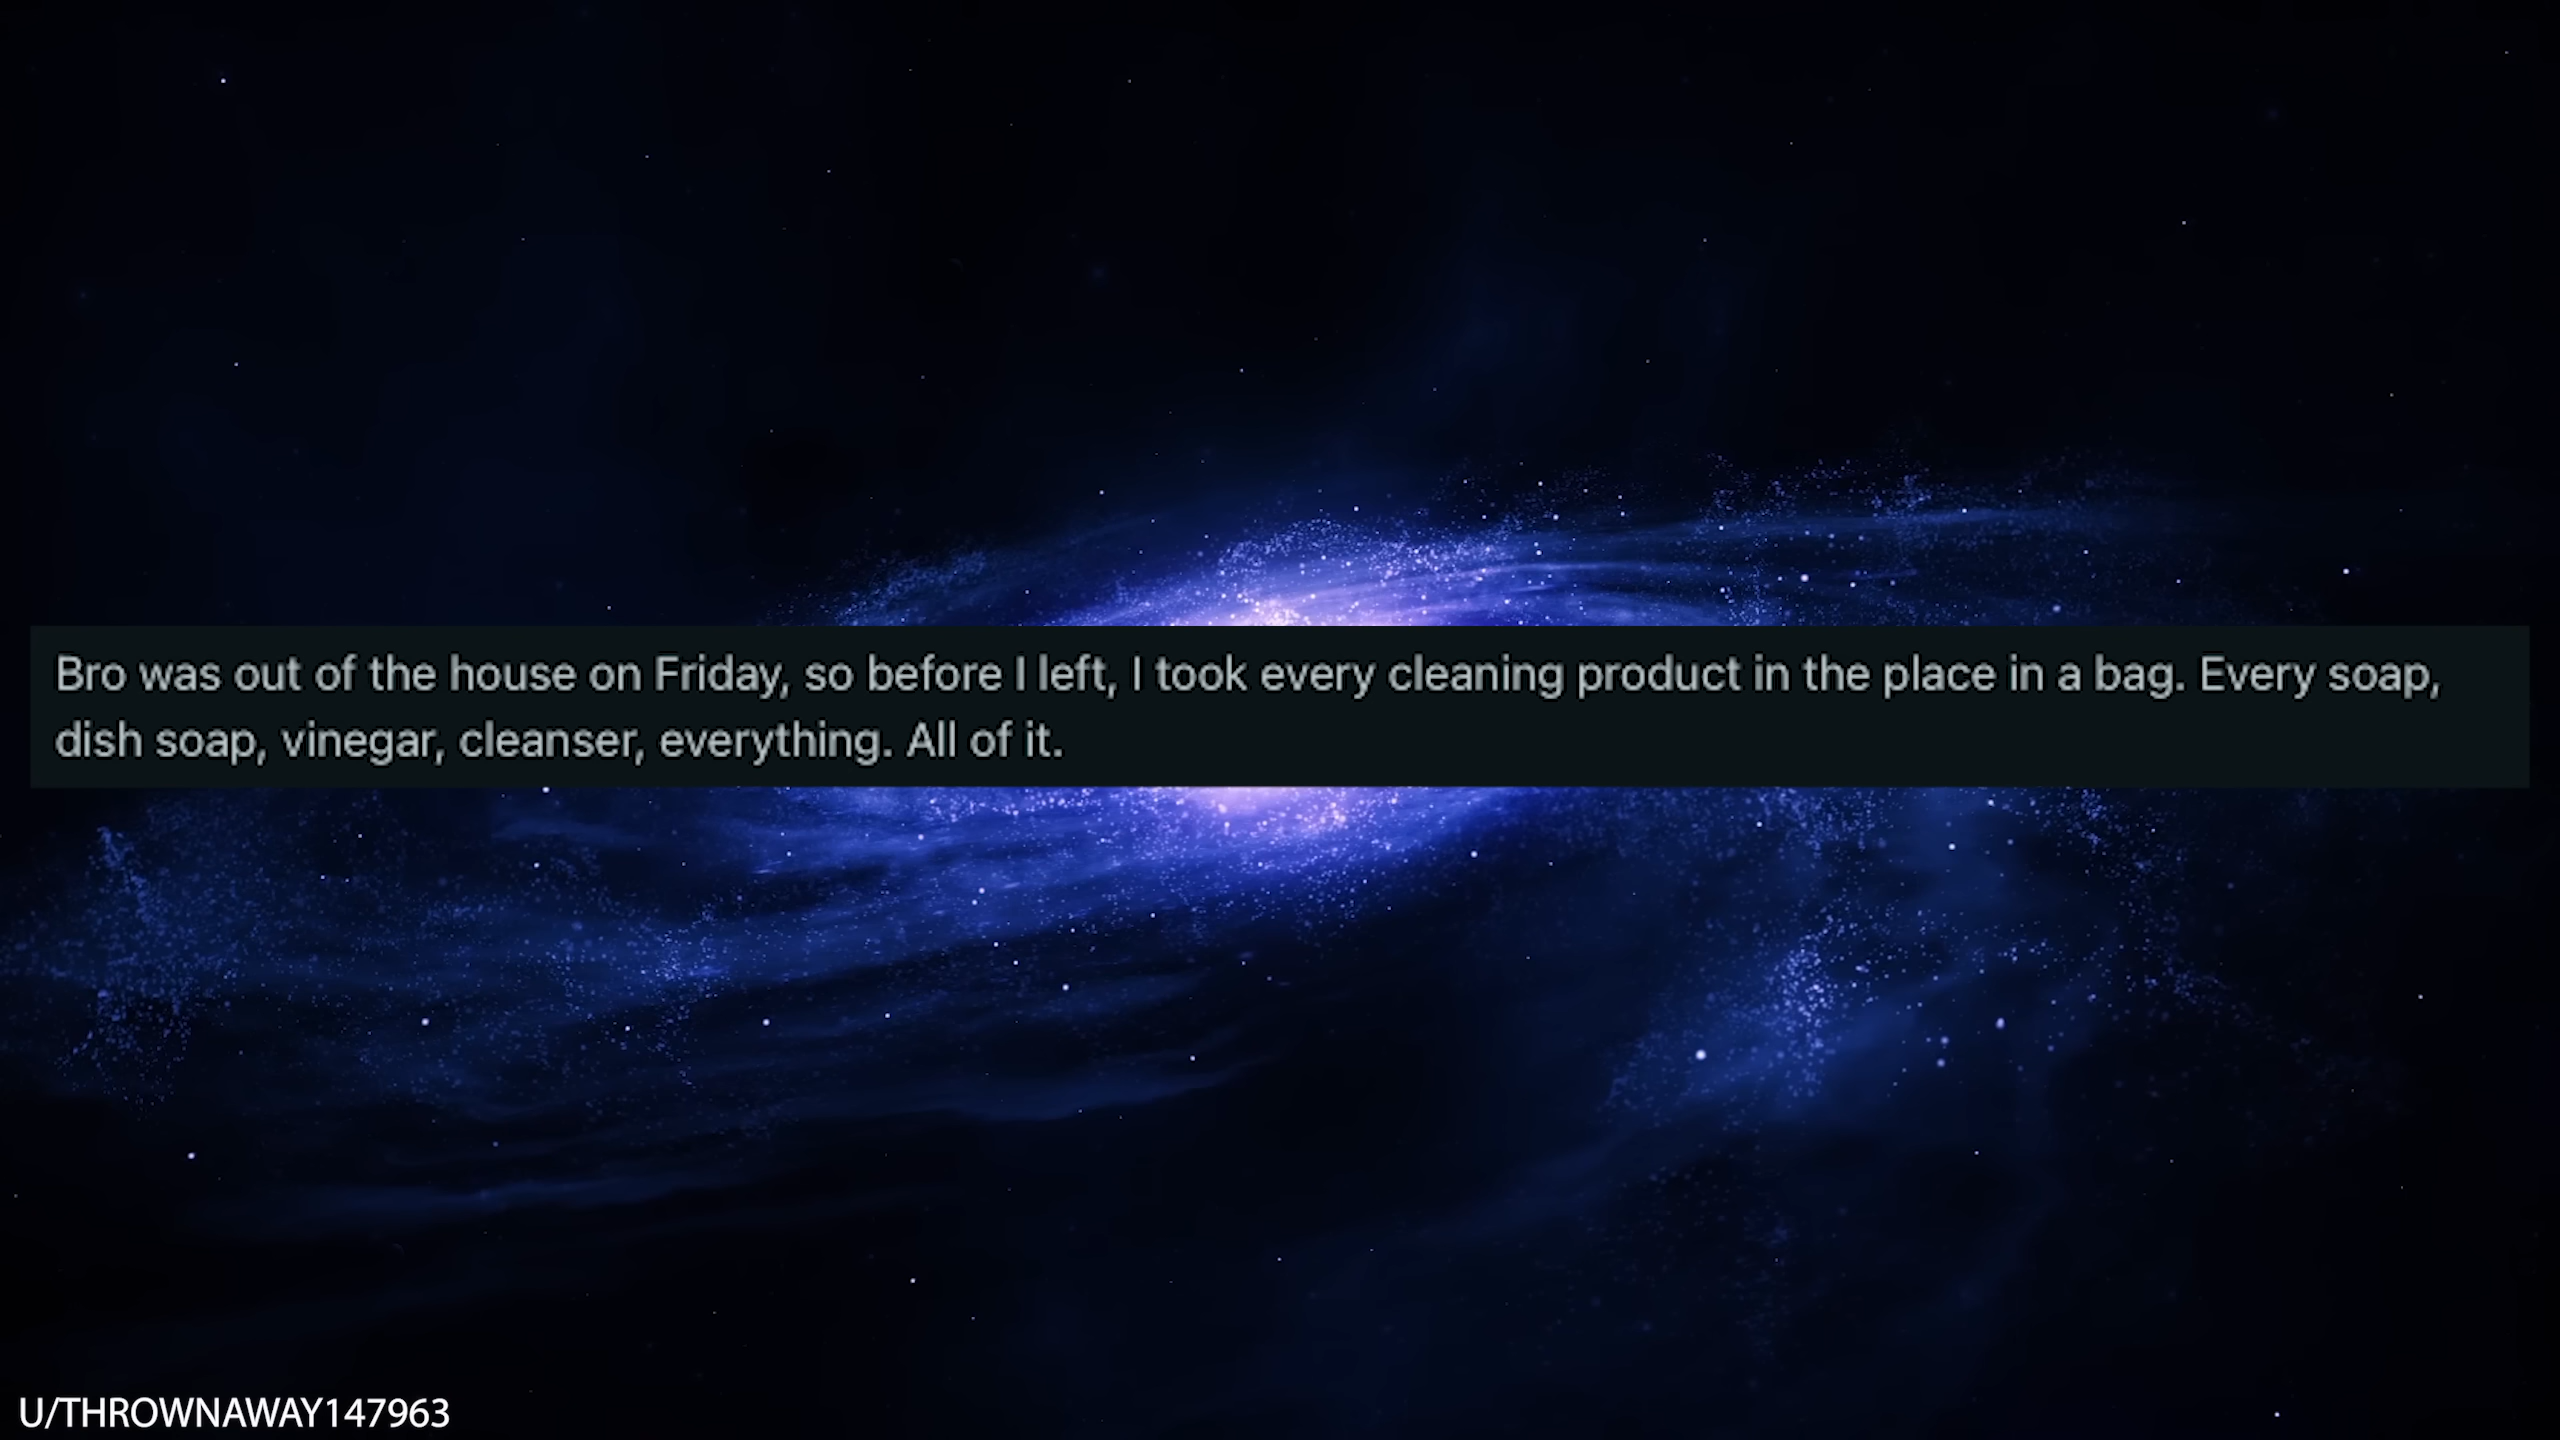 Bro was out of the house on Friday, so before I left, I took every cleaning product in the place in a bag. Every soap,
dish soap, vinegar, cleanser, everything. All of it.
U/THROWNAWAY147963